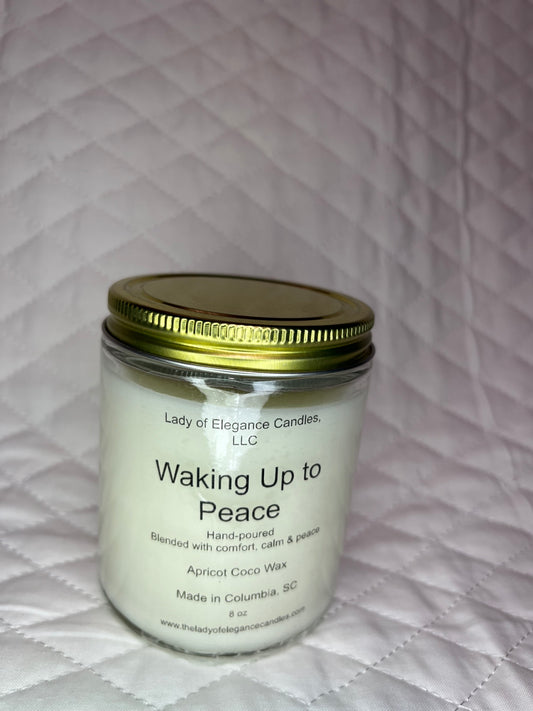 Lady of Elegance Candles,
LLC
Waking Up to
Peace
Hand-poured
Blended with comfort, calm & peace
Apricot Coco Wax
Made in Columbia, SC
8 oz
www.theladyofelegancecandles.com